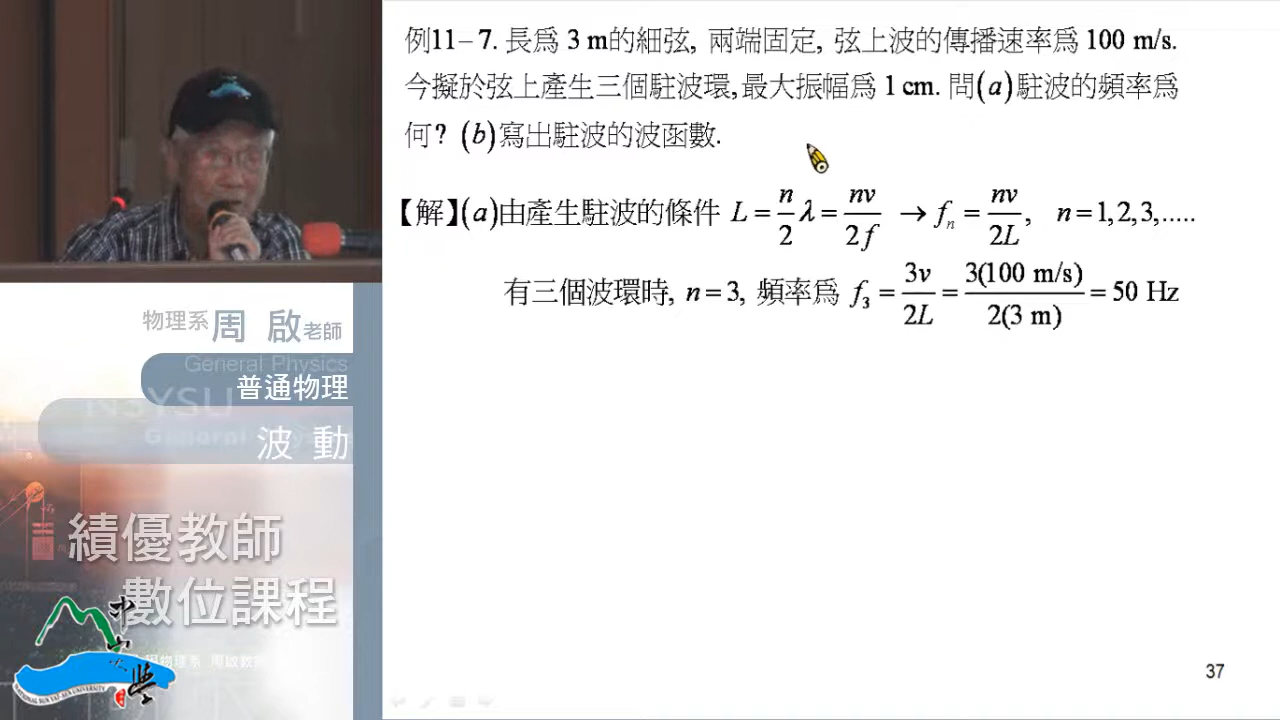 例11–7. 長為 3 m的細弦, 兩端固定, 弦上波的傳播速率為 100 m/s.
今擬於弦上產生三個駐波環,最大振幅為 1 cm. 問(a)駐波的頻率為
何? (b)寫出駐波的波函數.
【解】(a)由產生駐波的條件 L = n/2 λ = nv/2f → fₙ = nv/2L, n = 1, 2, 3,.....
有三個波環時, n = 3, 頻率為 f₃ = 3v/2L = 3(100 m/s)/2(3 m) = 50 Hz
物理系 周 啟 老師
General Physics
普通物理
NSYSU
波 動
績優教師
數位課程
37